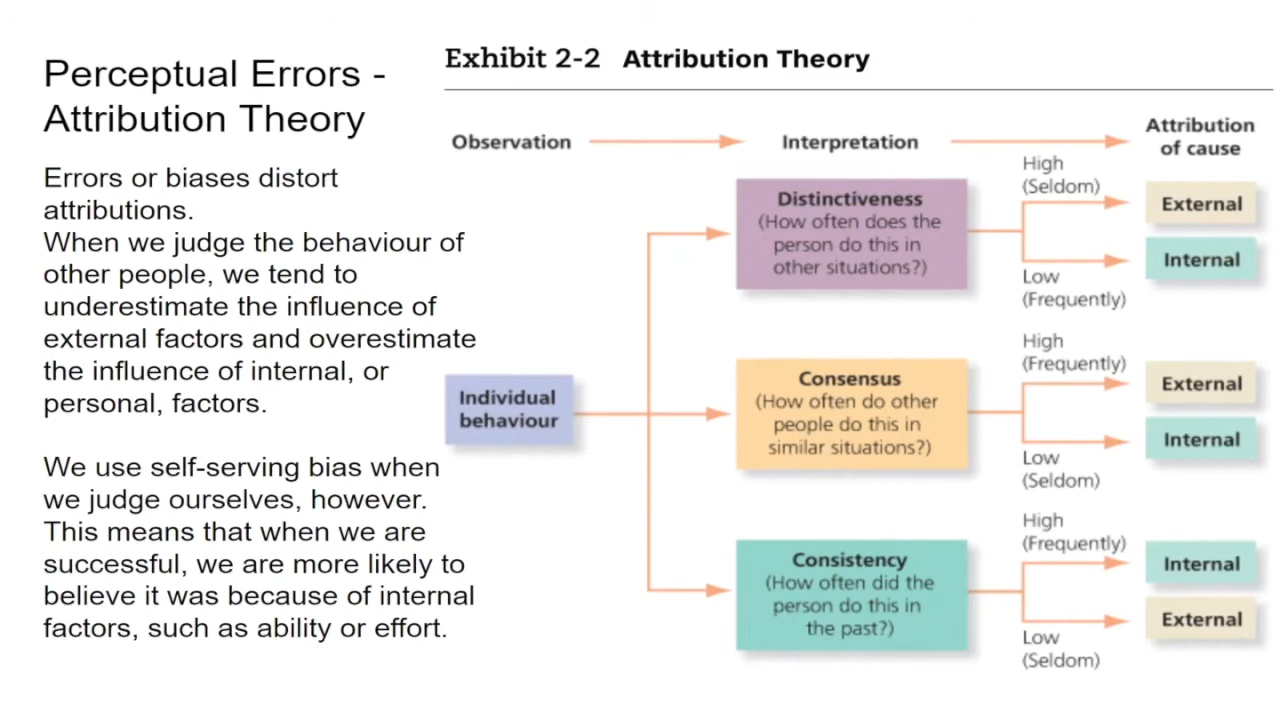 Perceptual Errors -
Attribution Theory
Errors or biases distort
attributions.
When we judge the behaviour of
other people, we tend to
underestimate the influence of
external factors and overestimate
the influence of internal, or
personal, factors.
We use self-serving bias when
we judge ourselves, however.
This means that when we are
successful, we are more likely to
believe it was because of internal
factors, such as ability or effort.
Exhibit 2-2 Attribution Theory
Observation
Interpretation
Attribution
of cause
Individual
behaviour
Distinctiveness
(How often does the
person do this in
other situations?)
High
(Seldom)
External
Internal
Low
(Frequently)
Consensus
(How often do other
people do this in
similar situations?)
High
(Frequently)
External
Internal
Low
(Seldom)
Consistency
(How often did the
person do this in
the past?)
High
(Frequently)
Internal
External
Low
(Seldom)